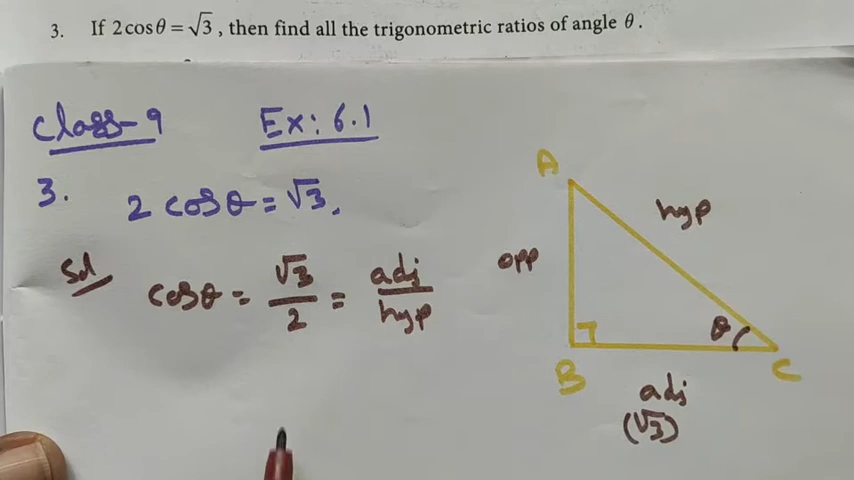 3. If 2cosθ = √3, then find all the trigonometric ratios of angle θ.
Class-9 Ex: 6.1
3. 2 cosθ = √3.
Sol cosθ = √3/2 = adj/hyp
A
hyp
opp
θ
B C
adj
(√3)